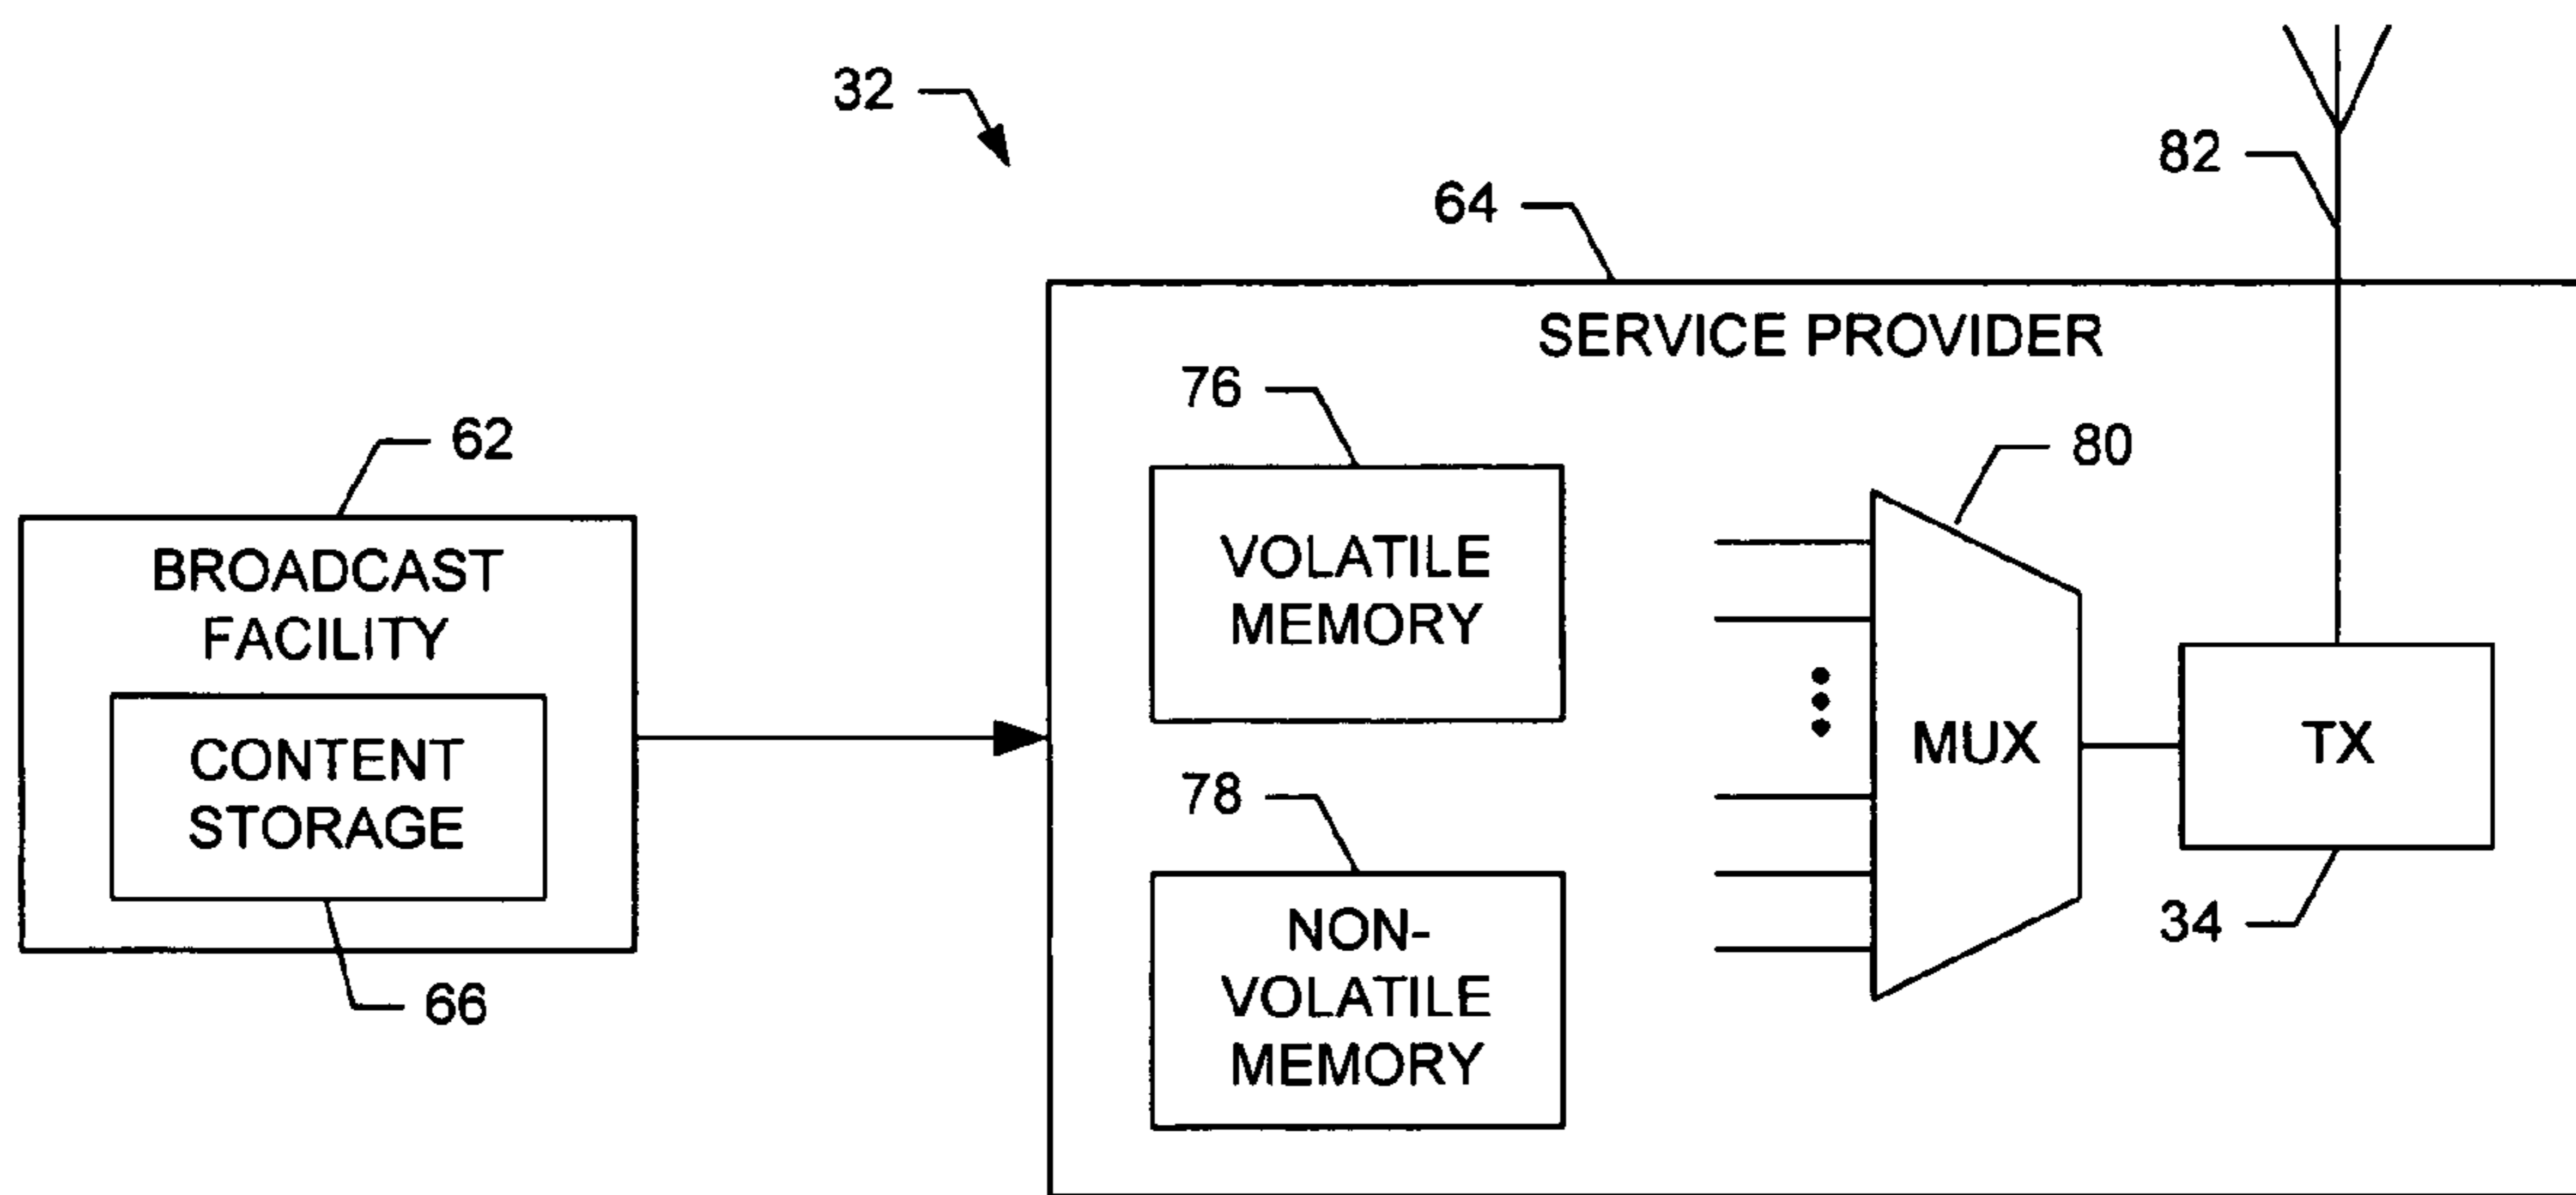 32
82
64
SERVICE PROVIDER
76
62
80
BROADCAST
FACILITY
VOLATILE
MEMORY
CONTENT
STORAGE
MUX
TX
78
66
34
NON-
VOLATILE
MEMORY